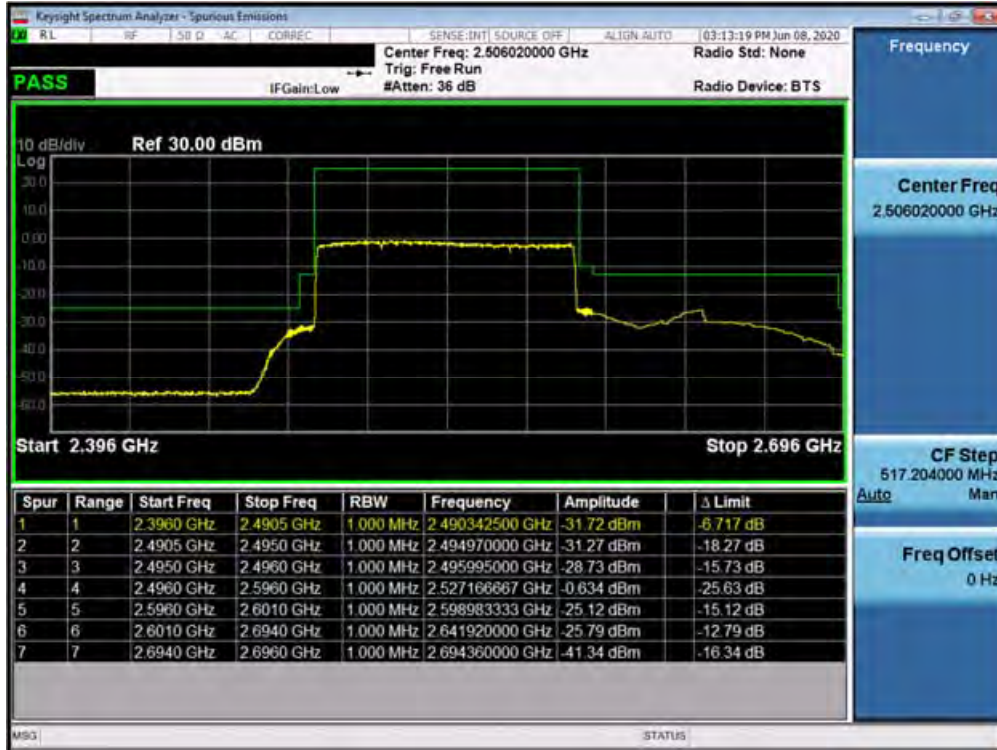 Keysight Spectrum Analyzer - Spurious Emissions
RL RF 50 Ω AC CORREC SENSE:INT SOURCE OFF ALIGN AUTO 03:13:19 PM Jun 08, 2020
Center Freq: 2.506020000 GHz Radio Std: None
Trig: Free Run
PASS IFGain:Low #Atten: 36 dB Radio Device: BTS
Frequency
10 dB/div Ref 30.00 dBm
Log
20.0
10.0
0.00
-10.0
-20.0
-30.0
-40.0
-50.0
-60.0
Start 2.396 GHz Stop 2.696 GHz
Center Freq
2.506020000 GHz
CF Step
517.204000 MHz
Auto Man
Freq Offset
0 Hz
Spur Range Start Freq Stop Freq RBW Frequency Amplitude Δ Limit
1 1 2.3960 GHz 2.4905 GHz 1.000 MHz 2.490342500 GHz -31.72 dBm -6.717 dB
2 2 2.4905 GHz 2.4950 GHz 1.000 MHz 2.494970000 GHz -31.27 dBm -18.27 dB
3 3 2.4950 GHz 2.4960 GHz 1.000 MHz 2.495995000 GHz -28.73 dBm -15.73 dB
4 4 2.4960 GHz 2.5960 GHz 1.000 MHz 2.527166667 GHz -0.634 dBm -25.63 dB
5 5 2.5960 GHz 2.6010 GHz 1.000 MHz 2.598983333 GHz -25.12 dBm -15.12 dB
6 6 2.6010 GHz 2.6940 GHz 1.000 MHz 2.641920000 GHz -25.79 dBm -12.79 dB
7 7 2.6940 GHz 2.6960 GHz 1.000 MHz 2.694360000 GHz -41.34 dBm -16.34 dB
MSG STATUS